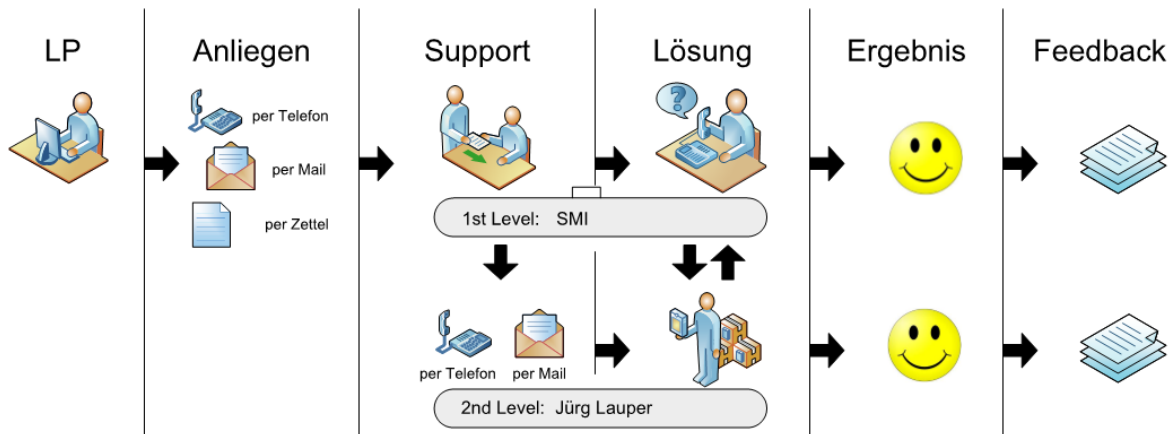 LP
Anliegen
Support
Lösung
Ergebnis
Feedback
per Telefon
per Mail
per Zettel
?
1st Level: SMI
per Telefon
per Mail
2nd Level: Jürg Lauper